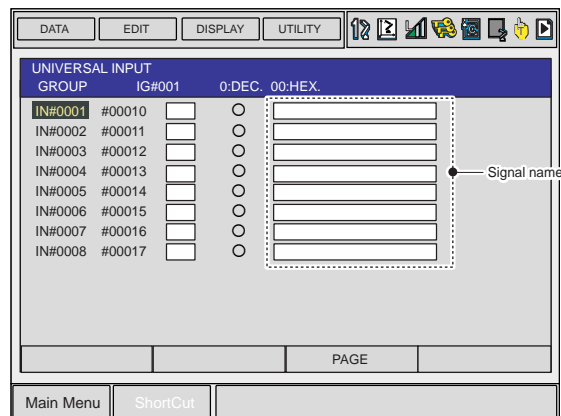 DATA EDIT DISPLAY UTILITY
UNIVERSAL INPUT
GROUP IG#001 0:DEC. 00:HEX.
IN#0001 #00010
IN#0002 #00011
IN#0003 #00012
IN#0004 #00013
IN#0005 #00014
IN#0006 #00015
IN#0007 #00016
IN#0008 #00017
Signal name
PAGE
Main Menu ShortCut